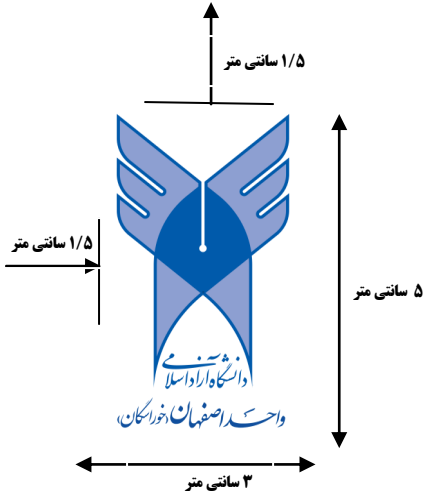 ۱/۵ سانتی متر
۱/۵ سانتی متر
۵ سانتی متر
دانشگاه آزاد اسلامی
واحد اصفهان (خوراسگان)
۳ سانتی متر